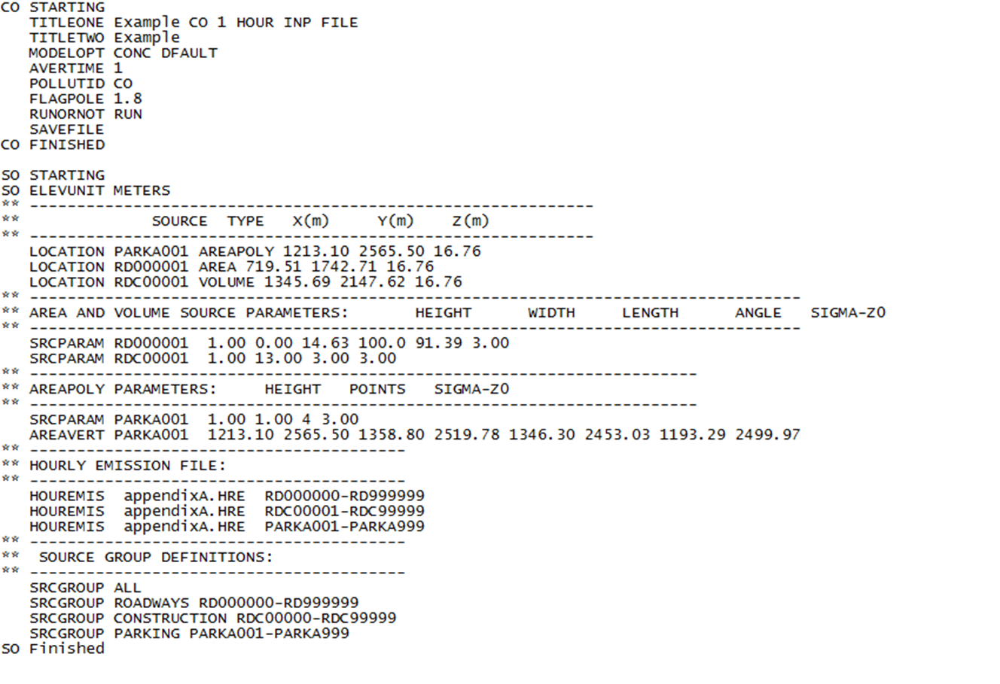 CO STARTING
   TITLEONE Example CO 1 HOUR INP FILE
   TITLETWO Example
   MODELOPT CONC DFAULT
   AVERTIME 1
   POLLUTID CO
   FLAGPOLE 1.8
   RUNORNOT RUN
   SAVEFILE
CO FINISHED

SO STARTING
SO ELEVUNIT METERS
** ------------------------------------------------------------
**              SOURCE  TYPE   X(m)     Y(m)    Z(m)
** ------------------------------------------------------------
   LOCATION PARKA001 AREAPOLY 1213.10 2565.50 16.76
   LOCATION RD000001 AREA 719.51 1742.71 16.76
   LOCATION RDC00001 VOLUME 1345.69 2147.62 16.76
** ----------------------------------------------------------------------------------
** AREA AND VOLUME SOURCE PARAMETERS:       HEIGHT      WIDTH     LENGTH      ANGLE   SIGMA-Z0
** ----------------------------------------------------------------------------------
   SRCPARAM RD000001  1.00 0.00 14.63 100.0 91.39 3.00
   SRCPARAM RDC00001  1.00 13.00 3.00 3.00
** -----------------------------------------------------------------------
** AREAPOLY PARAMETERS:     HEIGHT   POINTS   SIGMA-Z0
** -----------------------------------------------------------------------
   SRCPARAM PARKA001  1.00 1.00 4 3.00
   AREAVERT PARKA001  1213.10 2565.50 1358.80 2519.78 1346.30 2453.03 1193.29 2499.97
** ----------------------------------------
** HOURLY EMISSION FILE:
** ----------------------------------------
   HOUREMIS  appendixA.HRE  RD000000-RD999999
   HOUREMIS  appendixA.HRE  RDC00001-RDC99999
   HOUREMIS  appendixA.HRE  PARKA001-PARKA999
** ----------------------------------------
**  SOURCE GROUP DEFINITIONS:
** ----------------------------------------
   SRCGROUP ALL
   SRCGROUP ROADWAYS RD000000-RD999999
   SRCGROUP CONSTRUCTION RDC00000-RDC99999
   SRCGROUP PARKING PARKA001-PARKA999
SO Finished